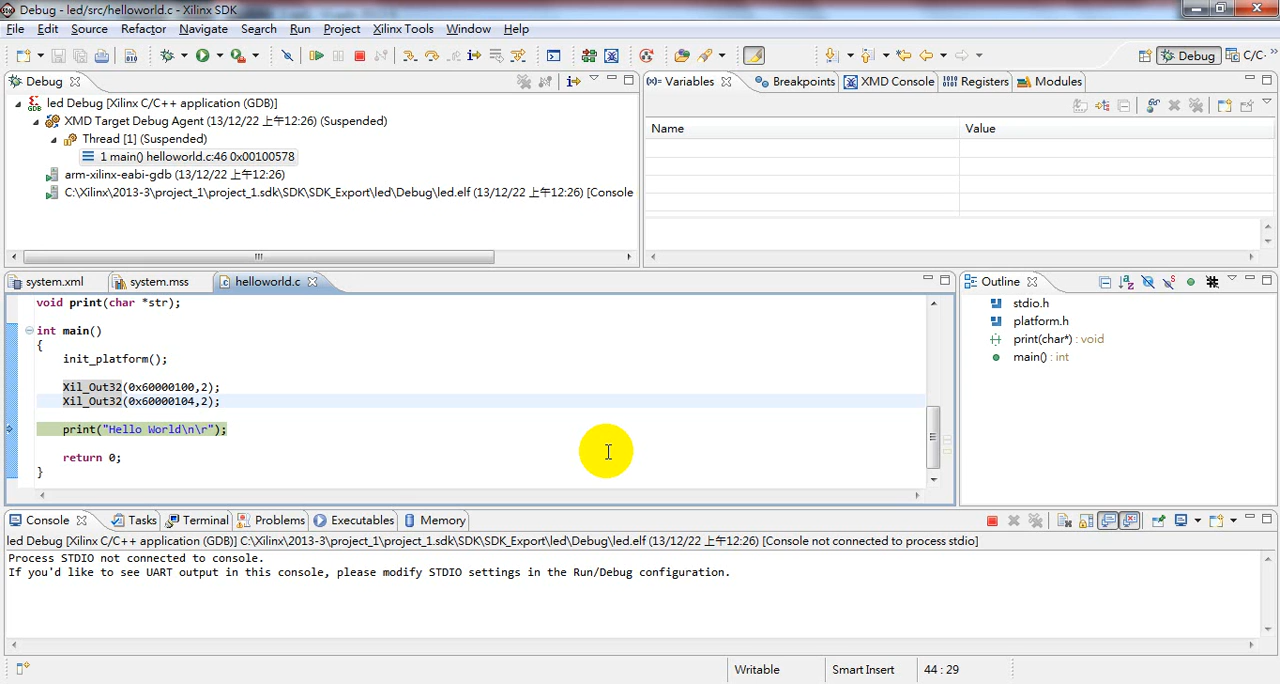 Debug - led/src/helloworld.c - Xilinx SDK
File Edit Source Refactor Navigate Search Run Project Xilinx Tools Window Help
Debug C/C+
Debug
led Debug [Xilinx C/C++ application (GDB)]
XMD Target Debug Agent (13/12/22 上午12:26) (Suspended)
Thread [1] (Suspended)
1 main() helloworld.c:46 0x00100578
arm-xilinx-eabi-gdb (13/12/22 上午12:26)
C:\Xilinx\2013-3\project_1\project_1.sdk\SDK\SDK_Export\led\Debug\led.elf (13/12/22 上午12:26) [Console
Variables Breakpoints XMD Console Registers Modules
Name Value
system.xml system.mss helloworld.c
void print(char *str);
int main()
{
init_platform();
Xil_Out32(0x60000100,2);
Xil_Out32(0x60000104,2);
print("Hello World\n\r");
return 0;
}
Outline
stdio.h
platform.h
print(char*) : void
main() : int
Console Tasks Terminal Problems Executables Memory
led Debug [Xilinx C/C++ application (GDB)] C:\Xilinx\2013-3\project_1\project_1.sdk\SDK\SDK_Export\led\Debug\led.elf (13/12/22 上午12:26) [Console not connected to process stdio]
Process STDIO not connected to console.
If you'd like to see UART output in this console, please modify STDIO settings in the Run/Debug configuration.
Writable Smart Insert 44 : 29